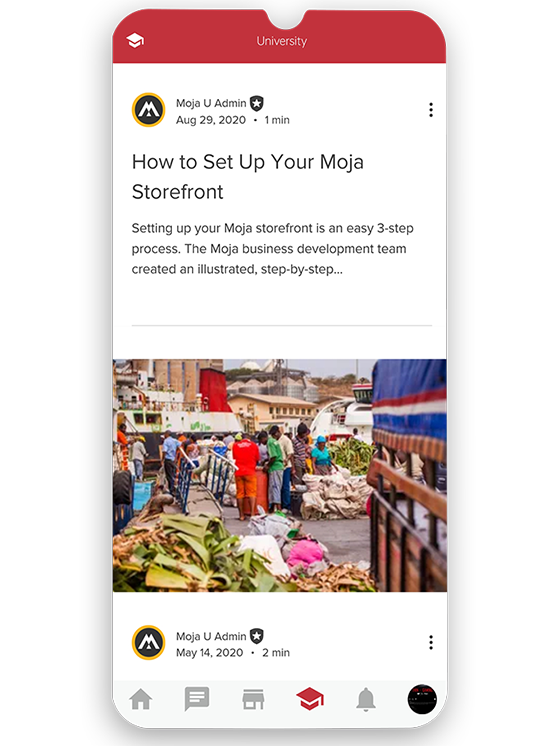 University
Moja U Admin
Aug 29, 2020 • 1 min
How to Set Up Your Moja
Storefront
Setting up your Moja storefront is an easy 3-step
process. The Moja business development team
created an illustrated, step-by-step...
Moja U Admin
May 14, 2020 • 2 min